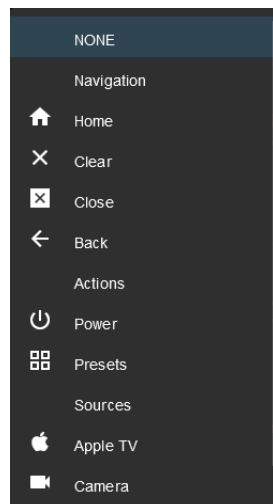 NONE
Navigation
Home
Clear
Close
Back
Actions
Power
Presets
Sources
Apple TV
Camera